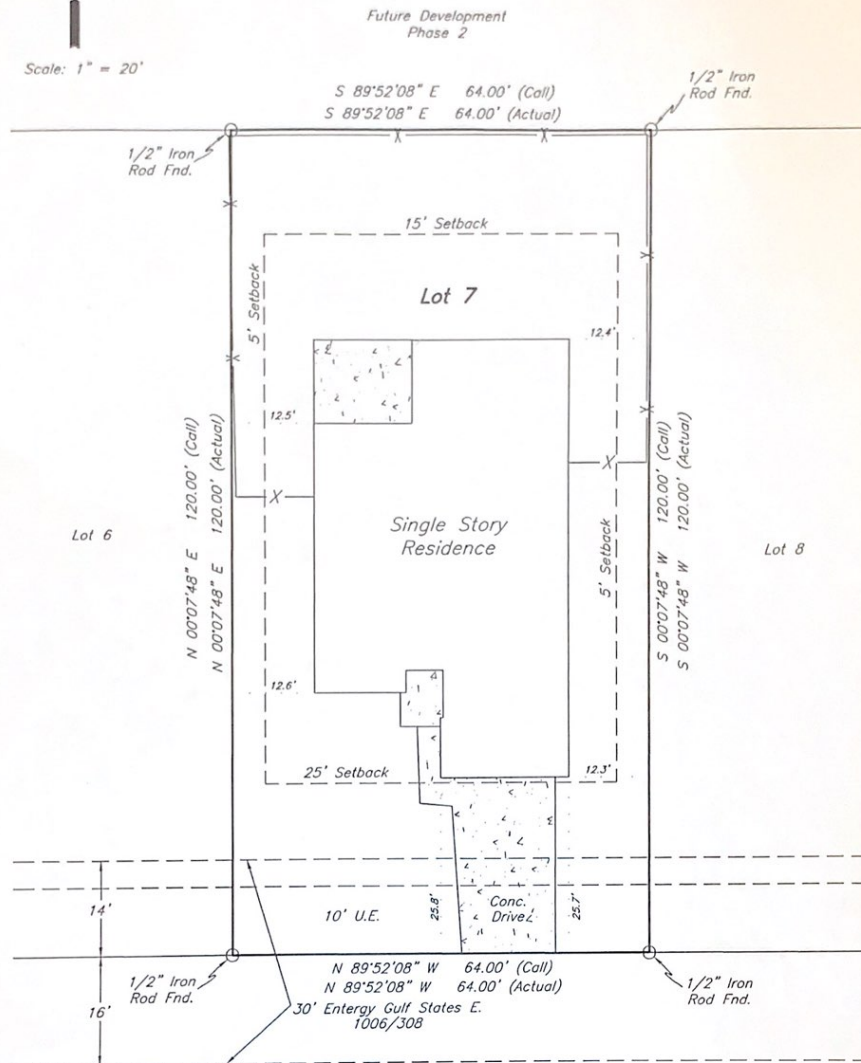 Future Development
Phase 2
Scale: 1" = 20'
S 89°52'08" E 64.00' (Call)
S 89°52'08" E 64.00' (Actual)
1/2" Iron
Rod Fnd.
1/2" Iron
Rod Fnd.
15' Setback
5' Setback
Lot 7
12.4'
12.5'
N 00°07'48" E 120.00' (Call)
N 00°07'48" E 120.00' (Actual)
Lot 6
Single Story
Residence
5' Setback
S 00°07'48" W 120.00' (Call)
S 00°07'48" W 120.00' (Actual)
Lot 8
12.6'
25' Setback
12.3'
14'
10' U.E.
25.8'
Conc.
Drive
25.7'
1/2" Iron
Rod Fnd.
N 89°52'08" W 64.00' (Call)
N 89°52'08" W 64.00' (Actual)
1/2" Iron
Rod Fnd.
16'
30' Entergy Gulf States E.
1006/308